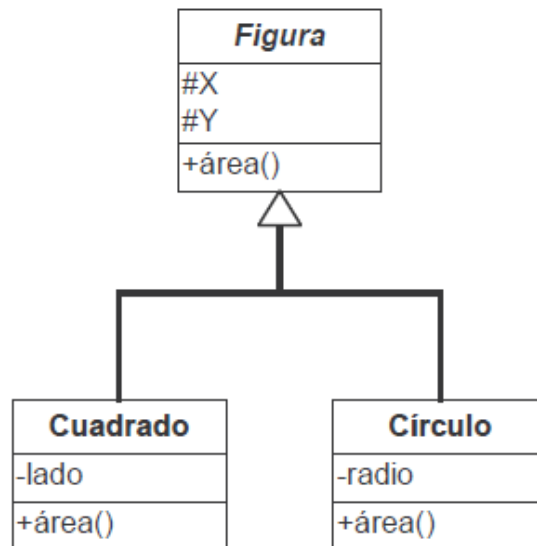 Figura
#X
#Y
+área()
Cuadrado
-lado
+área()
Círculo
-radio
+área()